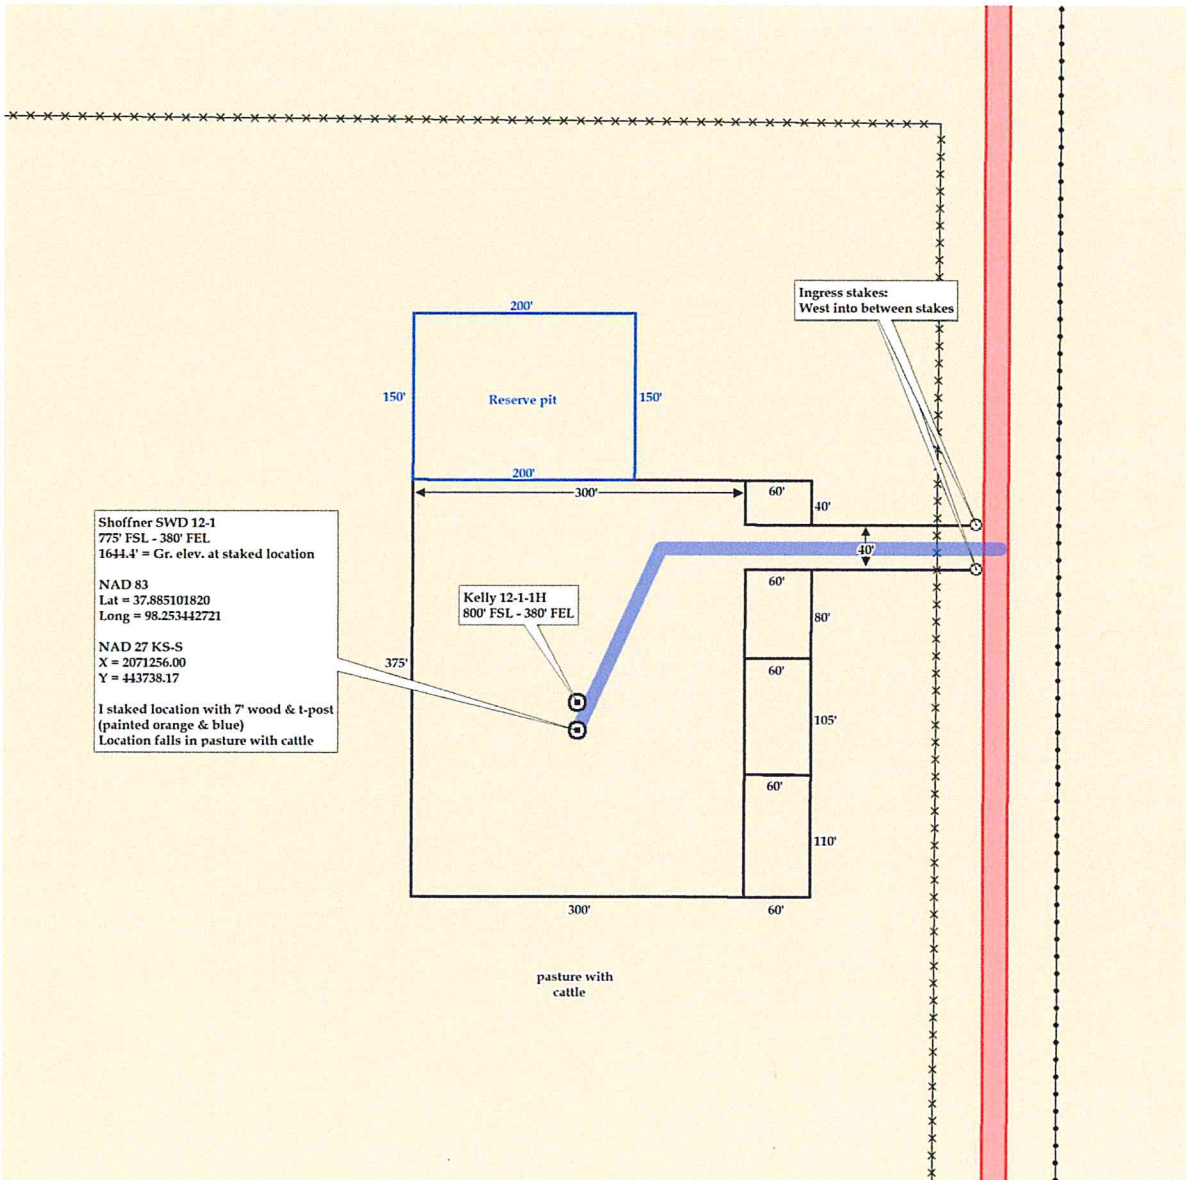 Ingress stakes:
West into between stakes
200'
150'
Reserve pit
150'
200'
300'
60'
40'
40'
Shoffner SWD 12-1
775' FSL - 380' FEL
1644.4' = Gr. elev. at staked location
NAD 83
Lat = 37.885101820
Long = 98.253442721
NAD 27 KS-S
X = 2071256.00
Y = 443738.17
I staked location with 7' wood & t-post
(painted orange & blue)
Location falls in pasture with cattle
Kelly 12-1-1H
800' FSL - 380' FEL
60'
80'
375'
60'
105'
60'
110'
300'
60'
pasture with
cattle